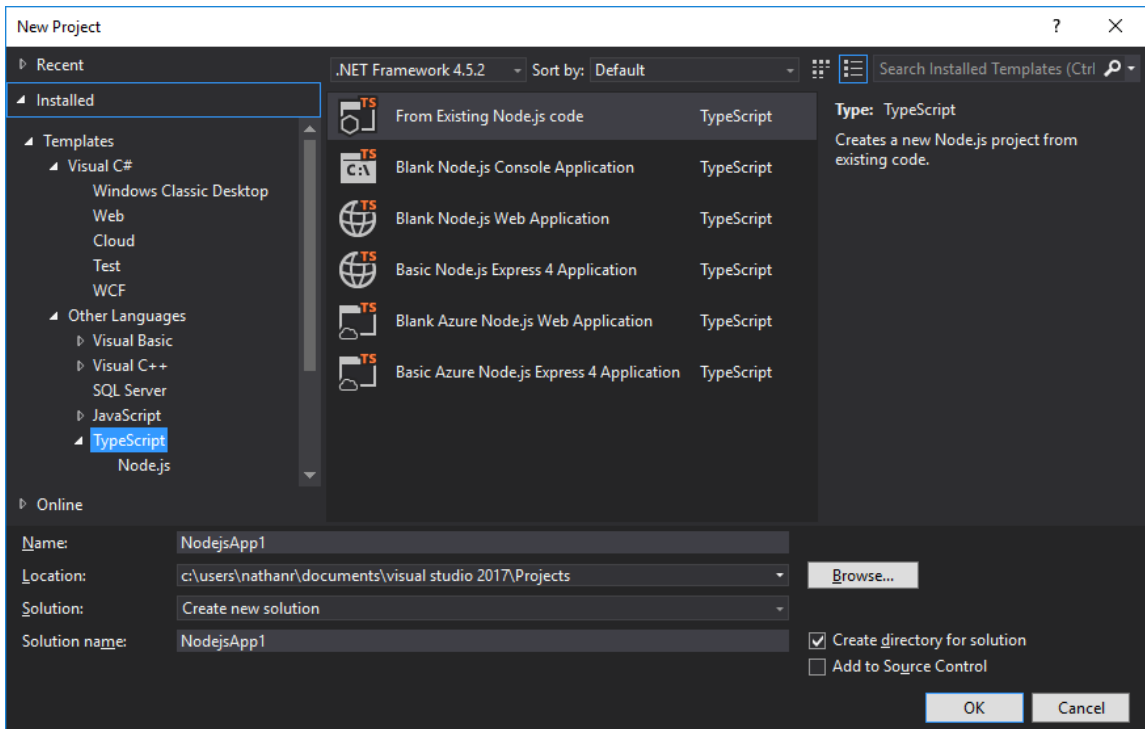 New Project
?
Recent
Installed
Templates
Visual C#
Windows Classic Desktop
Web
Cloud
Test
WCF
Other Languages
Visual Basic
Visual C++
SQL Server
JavaScript
TypeScript
Node.js
Online
.NET Framework 4.5.2 Sort by: Default
Search Installed Templates (Ctrl
TS From Existing Node.js code TypeScript
TS C:\ Blank Node.js Console Application TypeScript
TS Blank Node.js Web Application TypeScript
TS Basic Node.js Express 4 Application TypeScript
TS Blank Azure Node.js Web Application TypeScript
TS Basic Azure Node.js Express 4 Application TypeScript
Type: TypeScript
Creates a new Node.js project from
existing code.
Name: NodejsApp1
Location: c:\users\nathanr\documents\visual studio 2017\Projects Browse...
Solution: Create new solution
Solution name: NodejsApp1
Create directory for solution
Add to Source Control
OK Cancel